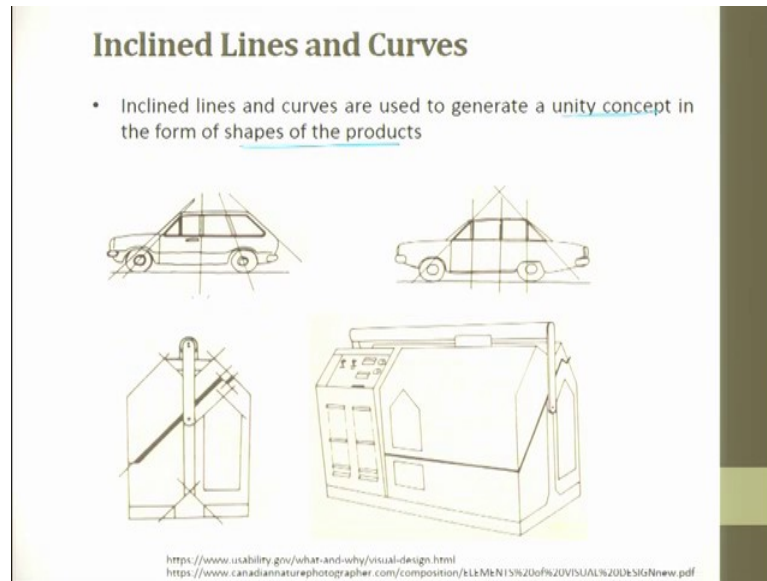 Inclined Lines and Curves
• Inclined lines and curves are used to generate a unity concept in
the form of shapes of the products
https://www.usability.gov/what-and-why/visual-design.html
https://www.canadiannaturephotographer.com/composition/ELEMENTS%20of%20VISUAL%20DESIGNnew.pdf